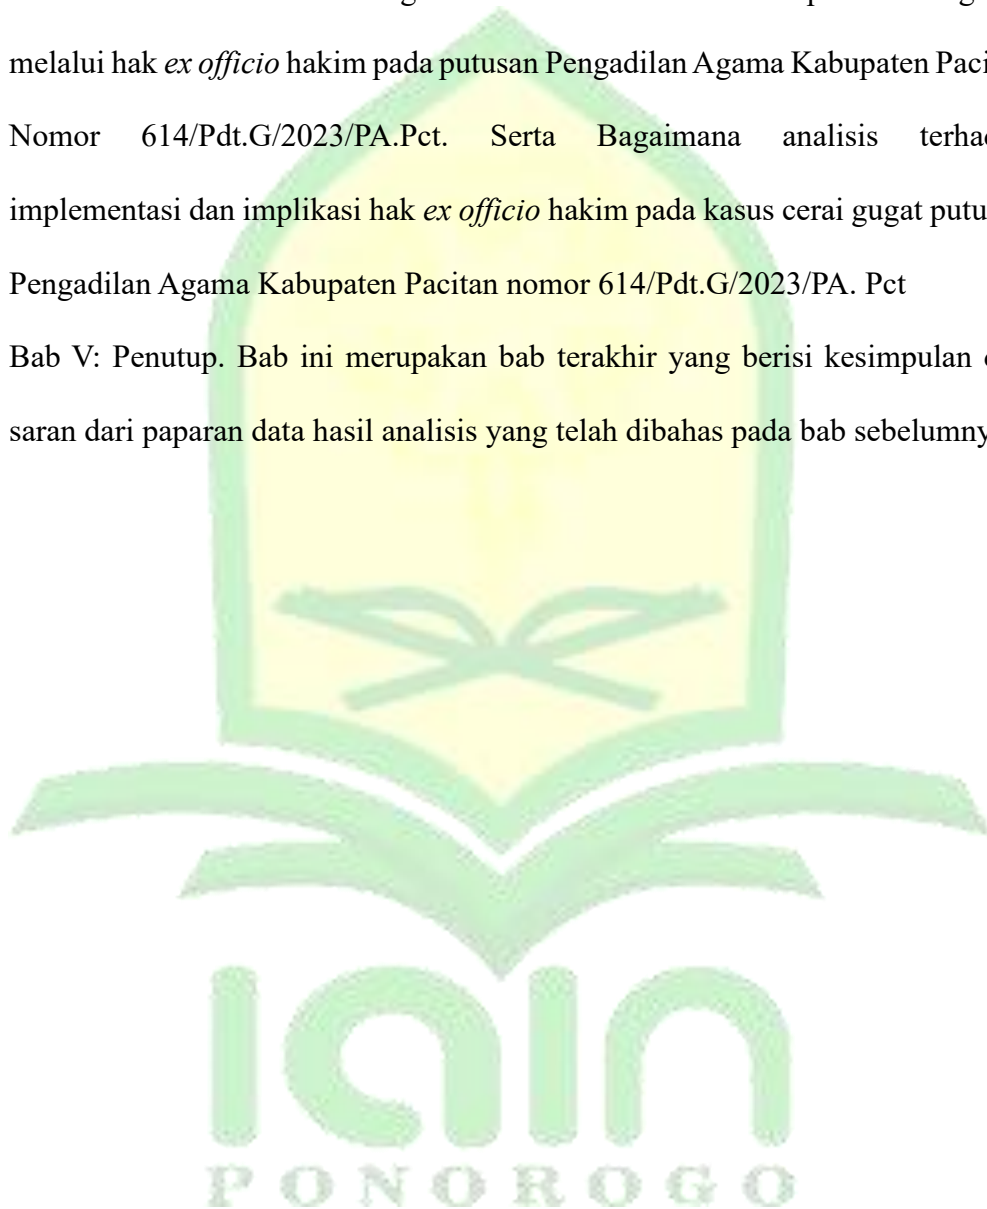 melalui hak ex officio hakim pada putusan Pengadilan Agama Kabupaten
Nomor 614/Pdt.G/2023/PA.Pct. Serta Bagaimana analisis
implementasi dan implikasi hak ex officio hakim pada kasus cerai gugat
Pengadilan Agama Kabupaten Pacitan nomor 614/Pdt.G/2023/PA. Pct
Bab V: Penutup. Bab ini merupakan bab terakhir yang berisi kesimpulan
saran dari paparan data hasil analisis yang telah dibahas pada bab sebelumny
iain
PONOROGO